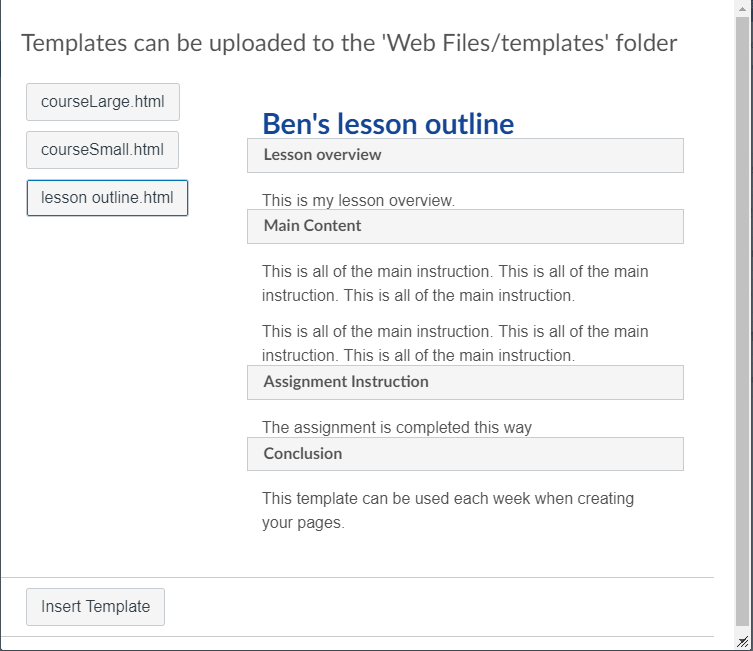 Templates can be uploaded to the 'Web Files/templates' folder
courseLarge.html
courseSmall.html
lesson outline.html
Ben's lesson outline
Lesson overview
This is my lesson overview.
Main Content
This is all of the main instruction. This is all of the main
instruction. This is all of the main instruction.
This is all of the main instruction. This is all of the main
instruction. This is all of the main instruction.
Assignment Instruction
The assignment is completed this way
Conclusion
This template can be used each week when creating
your pages.
Insert Template